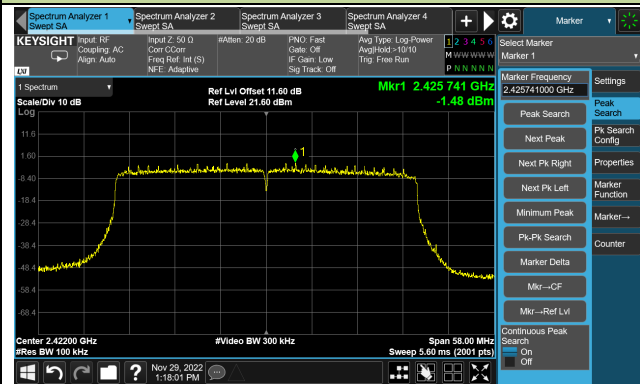 Spectrum Analyzer 1
Swept SA
Spectrum Analyzer 2
Swept SA
Spectrum Analyzer 3
Swept SA
Spectrum Analyzer 4
Swept SA
Marker
KEYSIGHT
Input: RF
Coupling: AC
Align: Auto
Input Z: 50 Ω
Corr CCorr
Freq Ref: Int (S)
NFE: Adaptive
#Atten: 20 dB
PNO: Fast
Gate: Off
IF Gain: Low
Sig Track: Off
Avg Type: Log-Power
Avg|Hold:>10/10
Trig: Free Run
1 2 3 4 5 6
M W W W W W
P N N N N N
LXI
Select Marker
Marker 1
1 Spectrum
Scale/Div 10 dB
Log
Ref Lvl Offset 11.60 dB
Ref Level 21.60 dBm
Mkr1 2.425 741 GHz
-1.48 dBm
1
11.6
1.60
-8.40
-18.4
-28.4
-38.4
-48.4
-58.4
-68.4
Center 2.42200 GHz
#Res BW 100 kHz
#Video BW 300 kHz
Span 58.00 MHz
Sweep 5.60 ms (2001 pts)
Marker Frequency
2.425741000 GHz
Peak Search
Next Peak
Next Pk Right
Next Pk Left
Minimum Peak
Pk-Pk Search
Marker Delta
Mkr→CF
Mkr→Ref Lvl
Continuous Peak
Search
On
Off
Settings
Peak
Search
Pk Search
Config
Properties
Marker
Function
Marker→
Counter
?
Nov 29, 2022
1:18:01 PM